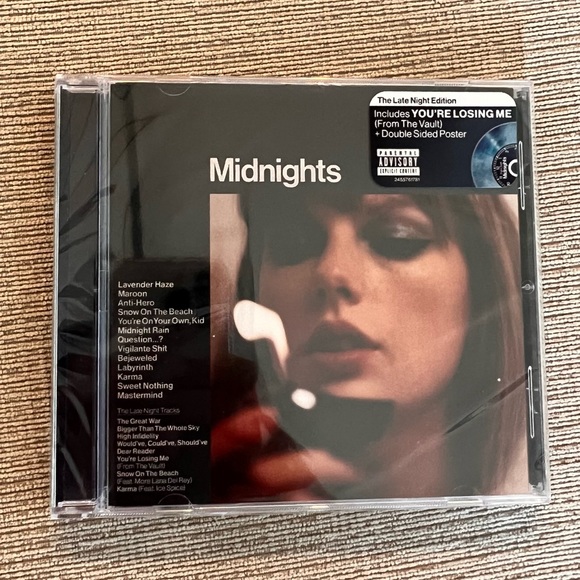 The Late Night Edition
Includes YOU'RE LOSING ME
(From The Vault)
+ Double Sided Poster
PARENTAL
ADVISORY
EXPLICIT CONTENT
Midnights
Lavender Haze
Maroon
Anti-Hero
Snow On The Beach
You're On Your Own, Kid
Midnight Rain
Question...?
Vigilante Shit
Bejeweled
Labyrinth
Karma
Sweet Nothing
Mastermind
The Late Night Tracks
The Great War
Bigger Than The Whole Sky
High Infidelity
Would've, Could've, Should've
Dear Reader
You're Losing Me
(From The Vault)
Snow On The Beach
(Feat. More Lana Del Rey)
Karma (Feat. Ice Spice)